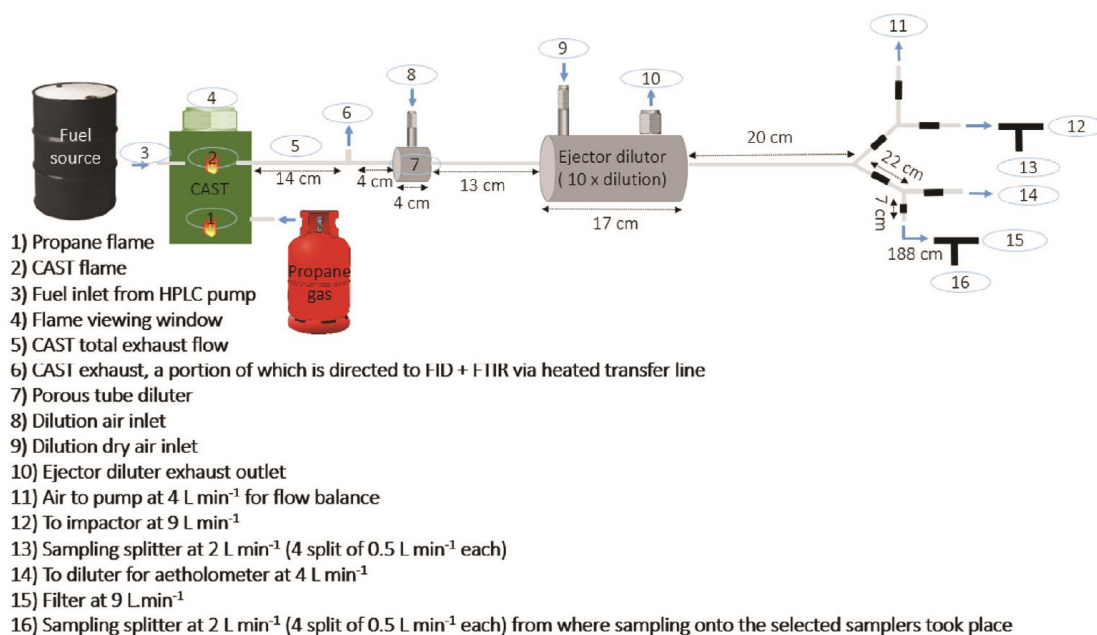 11
9
8
10
4
6
Fuel
source
20 cm
12
3
2
5
7
Ejector dilutor
( 10 x dilution)
22 cm
13
CAST
14 cm
4 cm
13 cm
14
4 cm
17 cm
7 cm
1
15
188 cm
16
Propane
gas
1) Propane flame
2) CAST flame
3) Fuel inlet from HPLC pump
4) Flame viewing window
5) CAST total exhaust flow
6) CAST exhaust, a portion of which is directed to FID + FTIR via heated transfer line
7) Porous tube diluter
8) Dilution air inlet
9) Dilution dry air inlet
10) Ejector diluter exhaust outlet
11) Air to pump at 4 L min⁻¹ for flow balance
12) To impactor at 9 L min⁻¹
13) Sampling splitter at 2 L min⁻¹ (4 split of 0.5 L min⁻¹ each)
14) To diluter for aetholometer at 4 L min⁻¹
15) Filter at 9 L.min⁻¹
16) Sampling splitter at 2 L min⁻¹ (4 split of 0.5 L min⁻¹ each) from where sampling onto the selected samplers took place